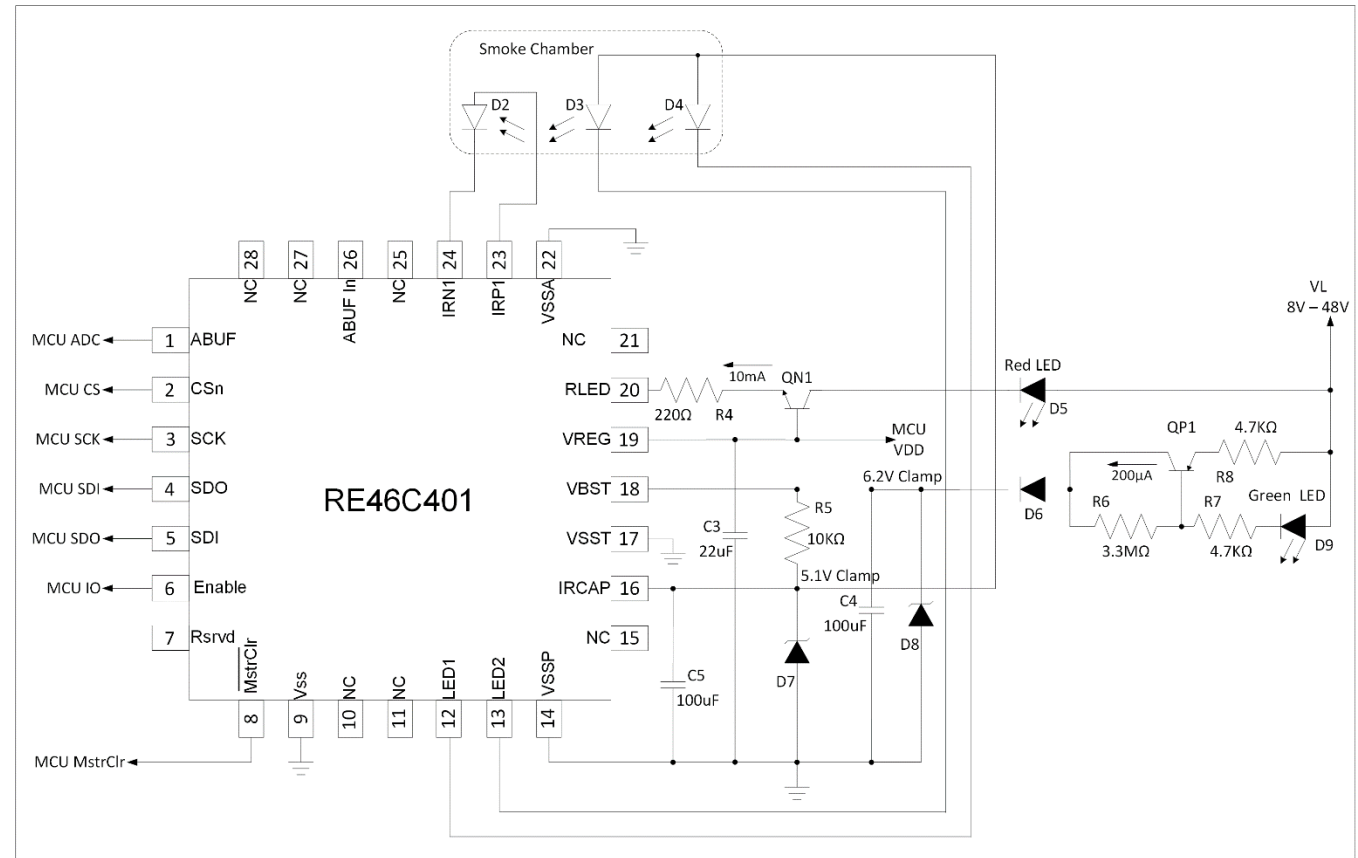 Smoke Chamber
D2
D3
D4
28
27
26
25
24
23
22
NC
NC
ABUF In
NC
IRN1
IRP1
VSSA
VL
8V – 48V
MCU ADC
1
ABUF
NC
21
MCU CS
2
CSn
RLED
20
220Ω
R4
10mA
QN1
Red LED
D5
MCU SCK
3
SCK
VREG
19
MCU
VDD
QP1
4.7KΩ
R8
200µA
MCU SDI
4
SDO
RE46C401
VBST
18
6.2V Clamp
D6
R6
3.3MΩ
R7
4.7KΩ
Green LED
D9
MCU SDO
5
SDI
VSST
17
C3
22uF
R5
10KΩ
MCU IO
6
Enable
IRCAP
16
5.1V Clamp
C4
100uF
D8
7
Rsrvd
NC
15
C5
100uF
D7
MstrClr
Vss
NC
NC
LED1
LED2
VSSP
8
9
10
11
12
13
14
MCU MstrClr